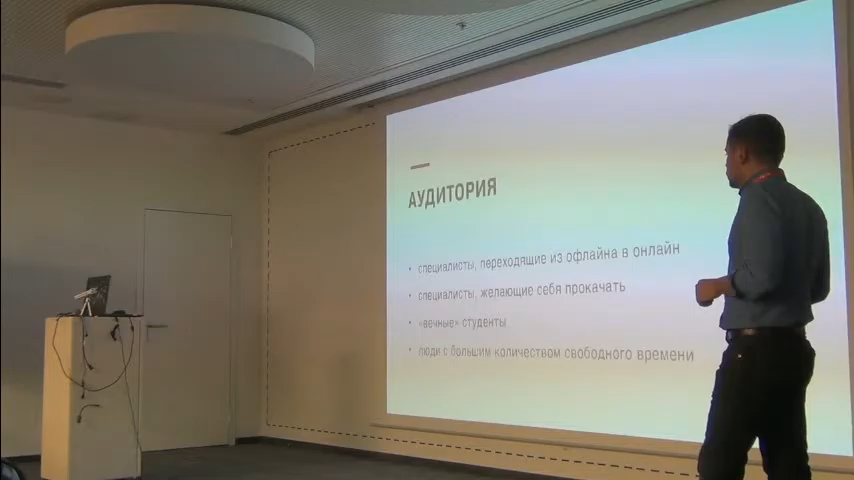 АУДИТОРИЯ
• специалисты, переходящие из офлайна в онлайн
• специалисты, желающие себя прокачать
• «вечные» студенты
• люди с большим количеством свободного времени